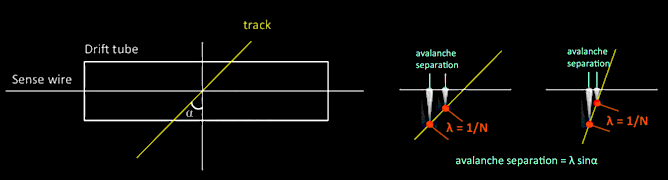 track
Drift tube
Sense wire
α
avalanche
separation
λ = 1/N
avalanche
separation
λ = 1/N
avalanche separation = λ sinα